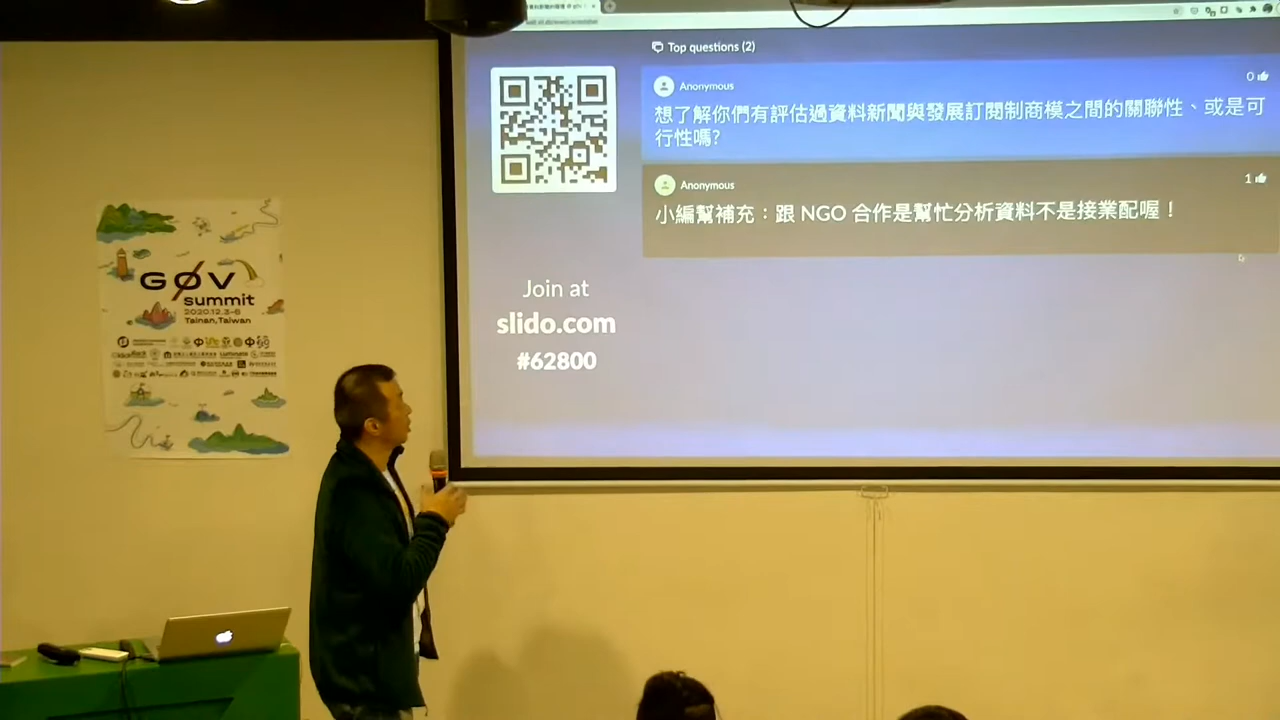 Top questions (2)
Anonymous
0
想了解你們有評估過資料新聞與發展訂閱制商模之間的關聯性、或是可
行性嗎?
Anonymous
1
小編幫補充：跟 NGO 合作是幫忙分析資料不是接業配喔！
Join at
slido.com
#62800
GØV
summit
2020.12.3-6
Tainan,Taiwan